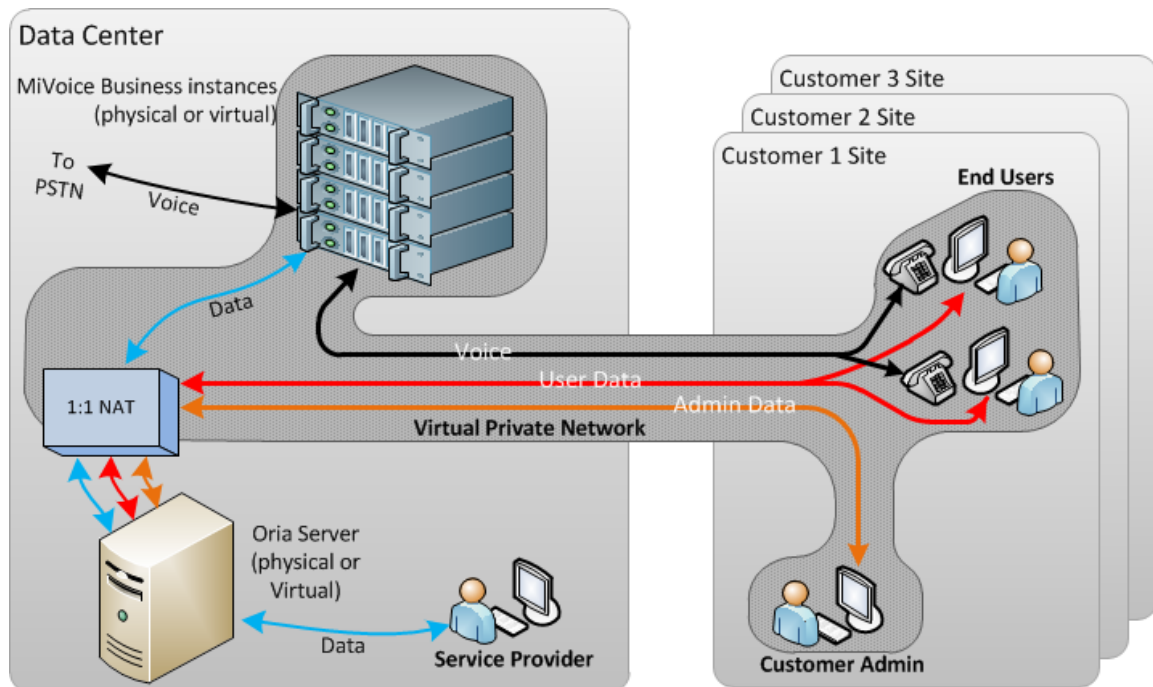 Data Center
MiVoice Business instances
(physical or virtual)
To
PSTN
Voice
Data
1:1 NAT
Voice
User Data
Admin Data
Virtual Private Network
Oria Server
(physical or
Virtual)
Data
Service Provider
Customer 3 Site
Customer 2 Site
Customer 1 Site
End Users
Customer Admin